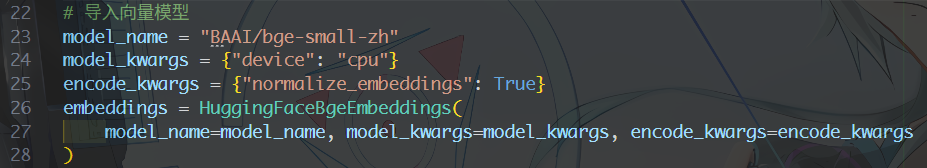 22 # 导入向量模型
23 model_name = "BAAI/bge-small-zh"
24 model_kwargs = {"device": "cpu"}
25 encode_kwargs = {"normalize_embeddings": True}
26 embeddings = HuggingFaceBgeEmbeddings(
27 model_name=model_name, model_kwargs=model_kwargs, encode_kwargs=encode_kwargs
28 )